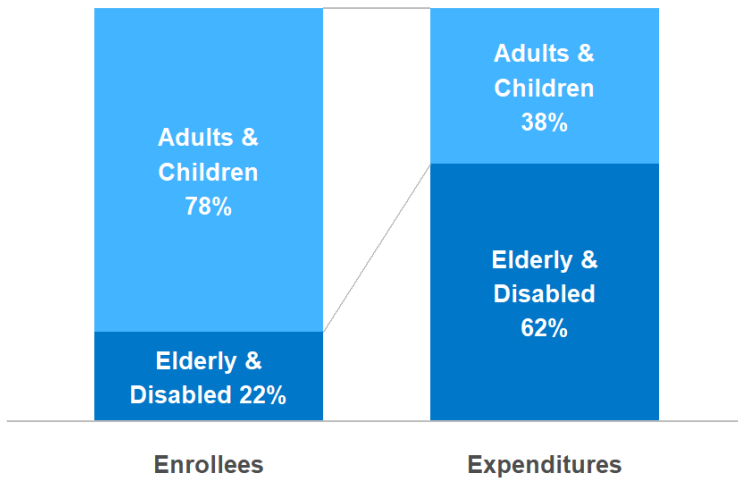 Adults &
Children
78%
Elderly &
Disabled 22%
Adults &
Children
38%
Elderly &
Disabled
62%
Enrollees
Expenditures